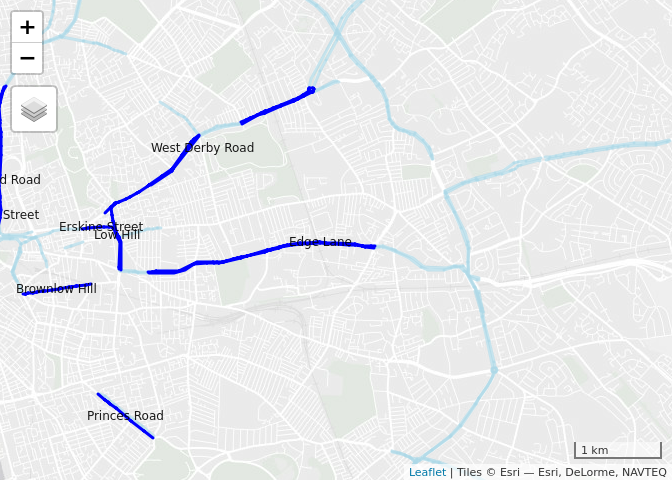 +
−
West Derby Road
d Road
Street
Erskine Street
Low Hill
Edge Lane
Brownlow Hill
Princes Road
1 km
Leaflet | Tiles © Esri — Esri, DeLorme, NAVTEQ